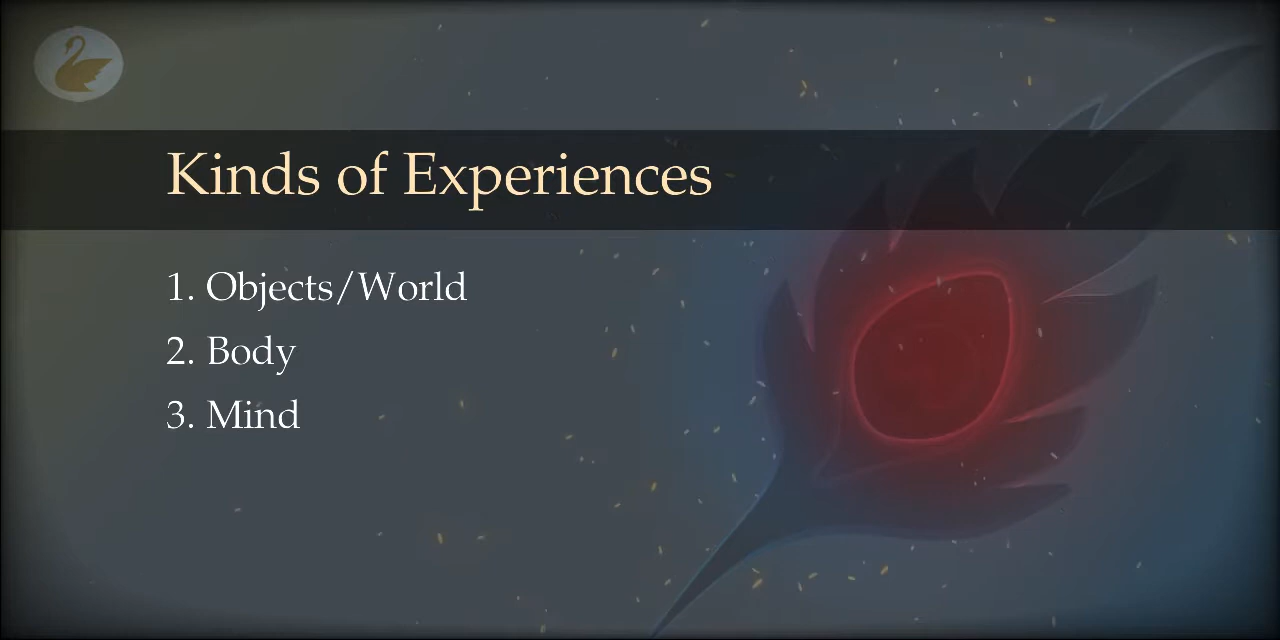 Kinds of Experiences
1. Objects/World
2. Body
3. Mind